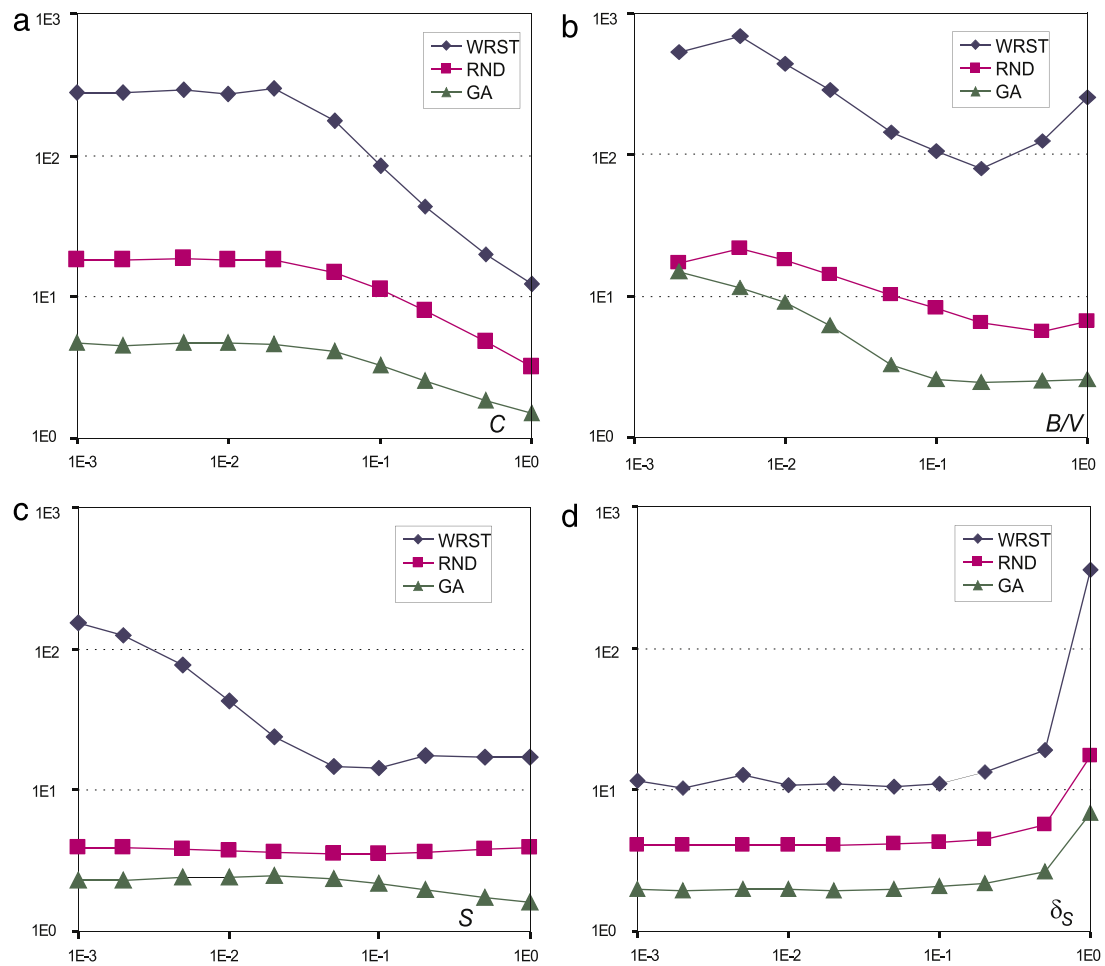 a
1E3
WRST
RND
GA
1E2
1E1
1E0
C
1E-3 1E-2 1E-1 1E0
b
1E3
WRST
RND
GA
1E2
1E1
1E0
B/V
1E-3 1E-2 1E-1 1E0
c
1E3
WRST
RND
GA
1E2
1E1
1E0
S
1E-3 1E-2 1E-1 1E0
d
1E3
WRST
RND
GA
1E2
1E1
1E0
δS
1E-3 1E-2 1E-1 1E0